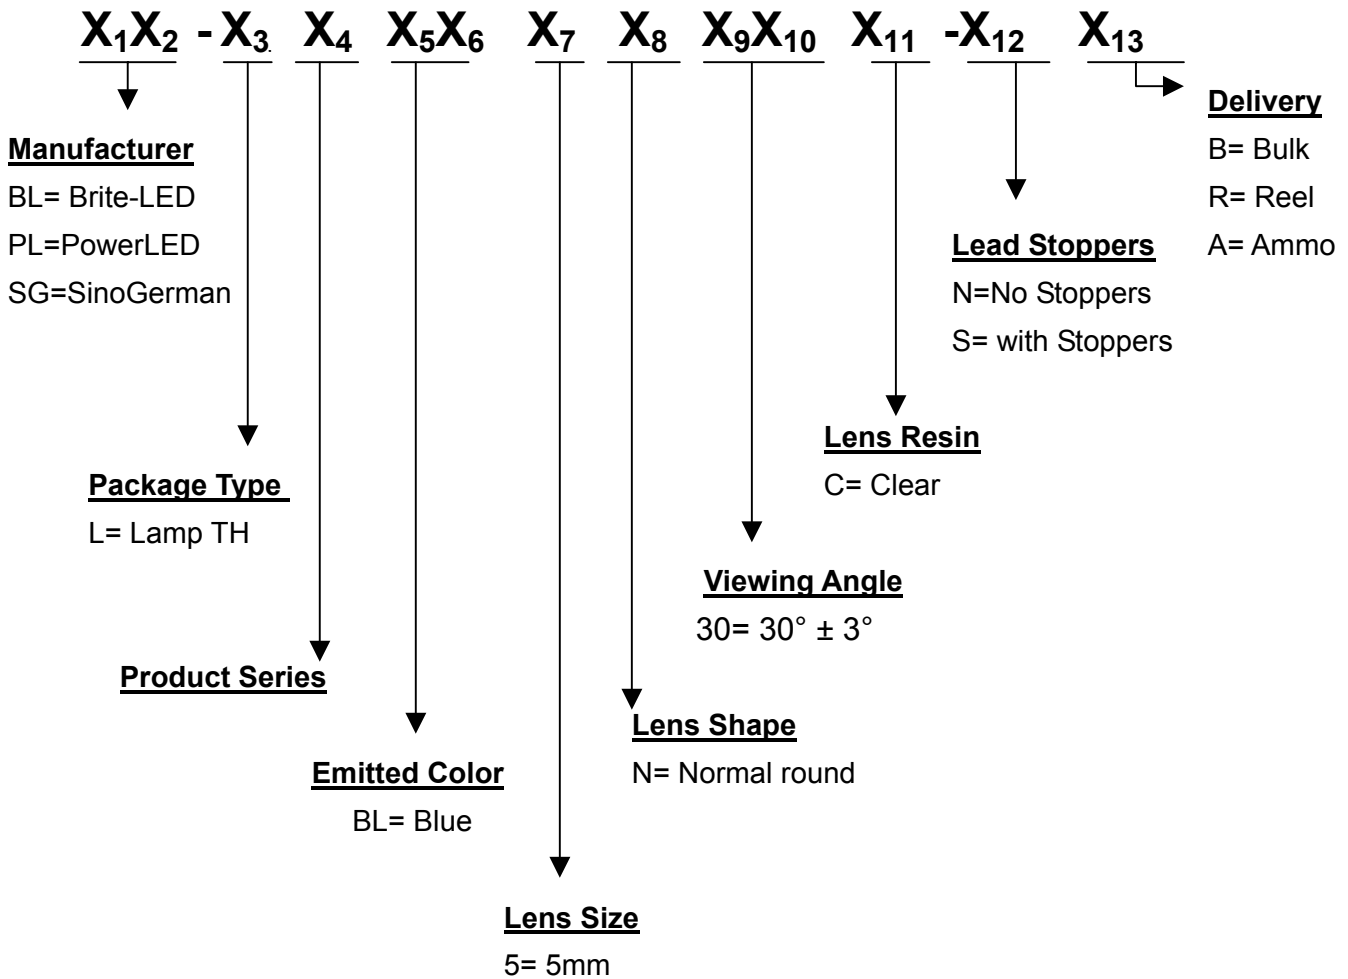 X₁X₂ - X₃ X₄ X₅X₆ X₇ X₈ X₉X₁₀ X₁₁ -X₁₂ X₁₃
Manufacturer
BL= Brite-LED
PL=PowerLED
SG=SinoGerman
Package Type
L= Lamp TH
Product Series
Emitted Color
BL= Blue
Lens Size
5= 5mm
Lens Shape
N= Normal round
Viewing Angle
30= 30° ± 3°
Lens Resin
C= Clear
Lead Stoppers
N=No Stoppers
S= with Stoppers
Delivery
B= Bulk
R= Reel
A= Ammo